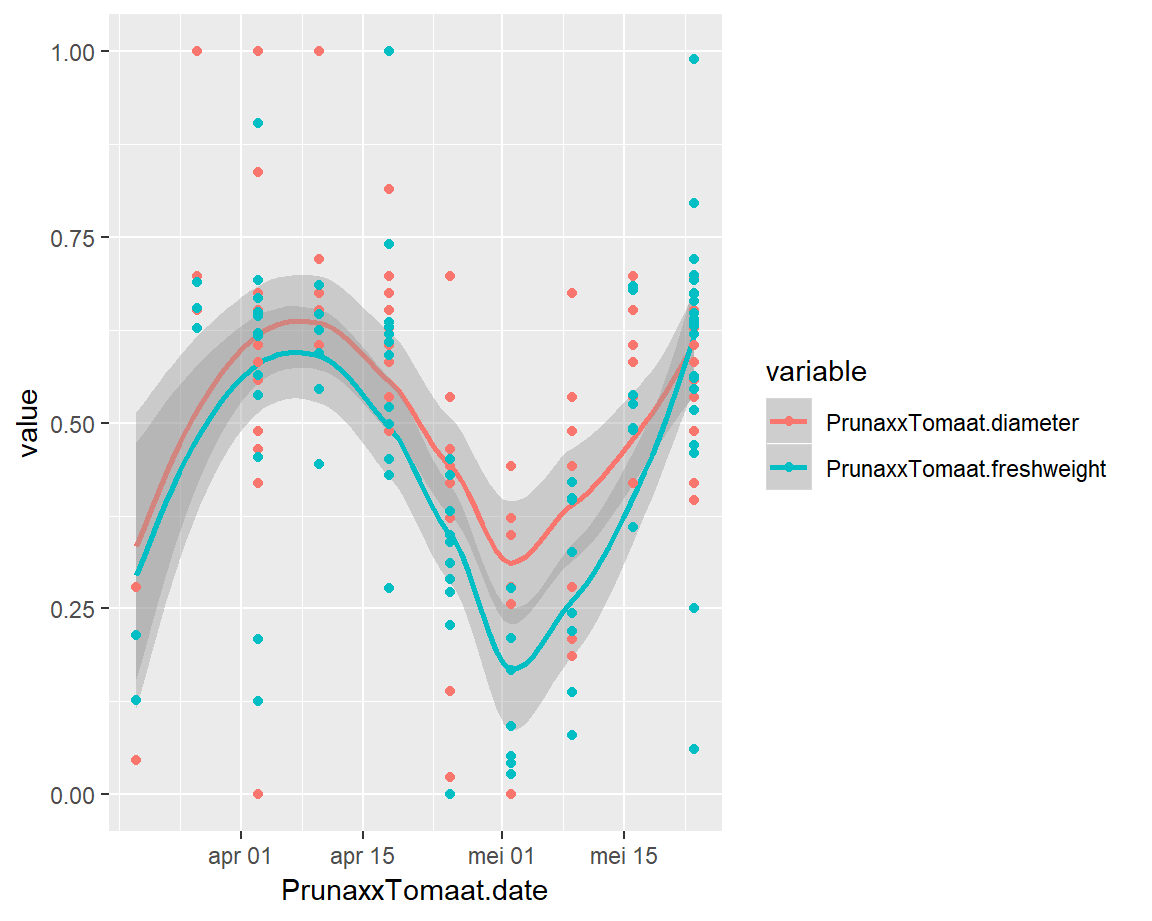 1.00
0.75
0.50
0.25
0.00
value
apr 01
apr 15
mei 01
mei 15
PrunaxxTomaat.date
variable
PrunaxxTomaat.diameter
PrunaxxTomaat.freshweight